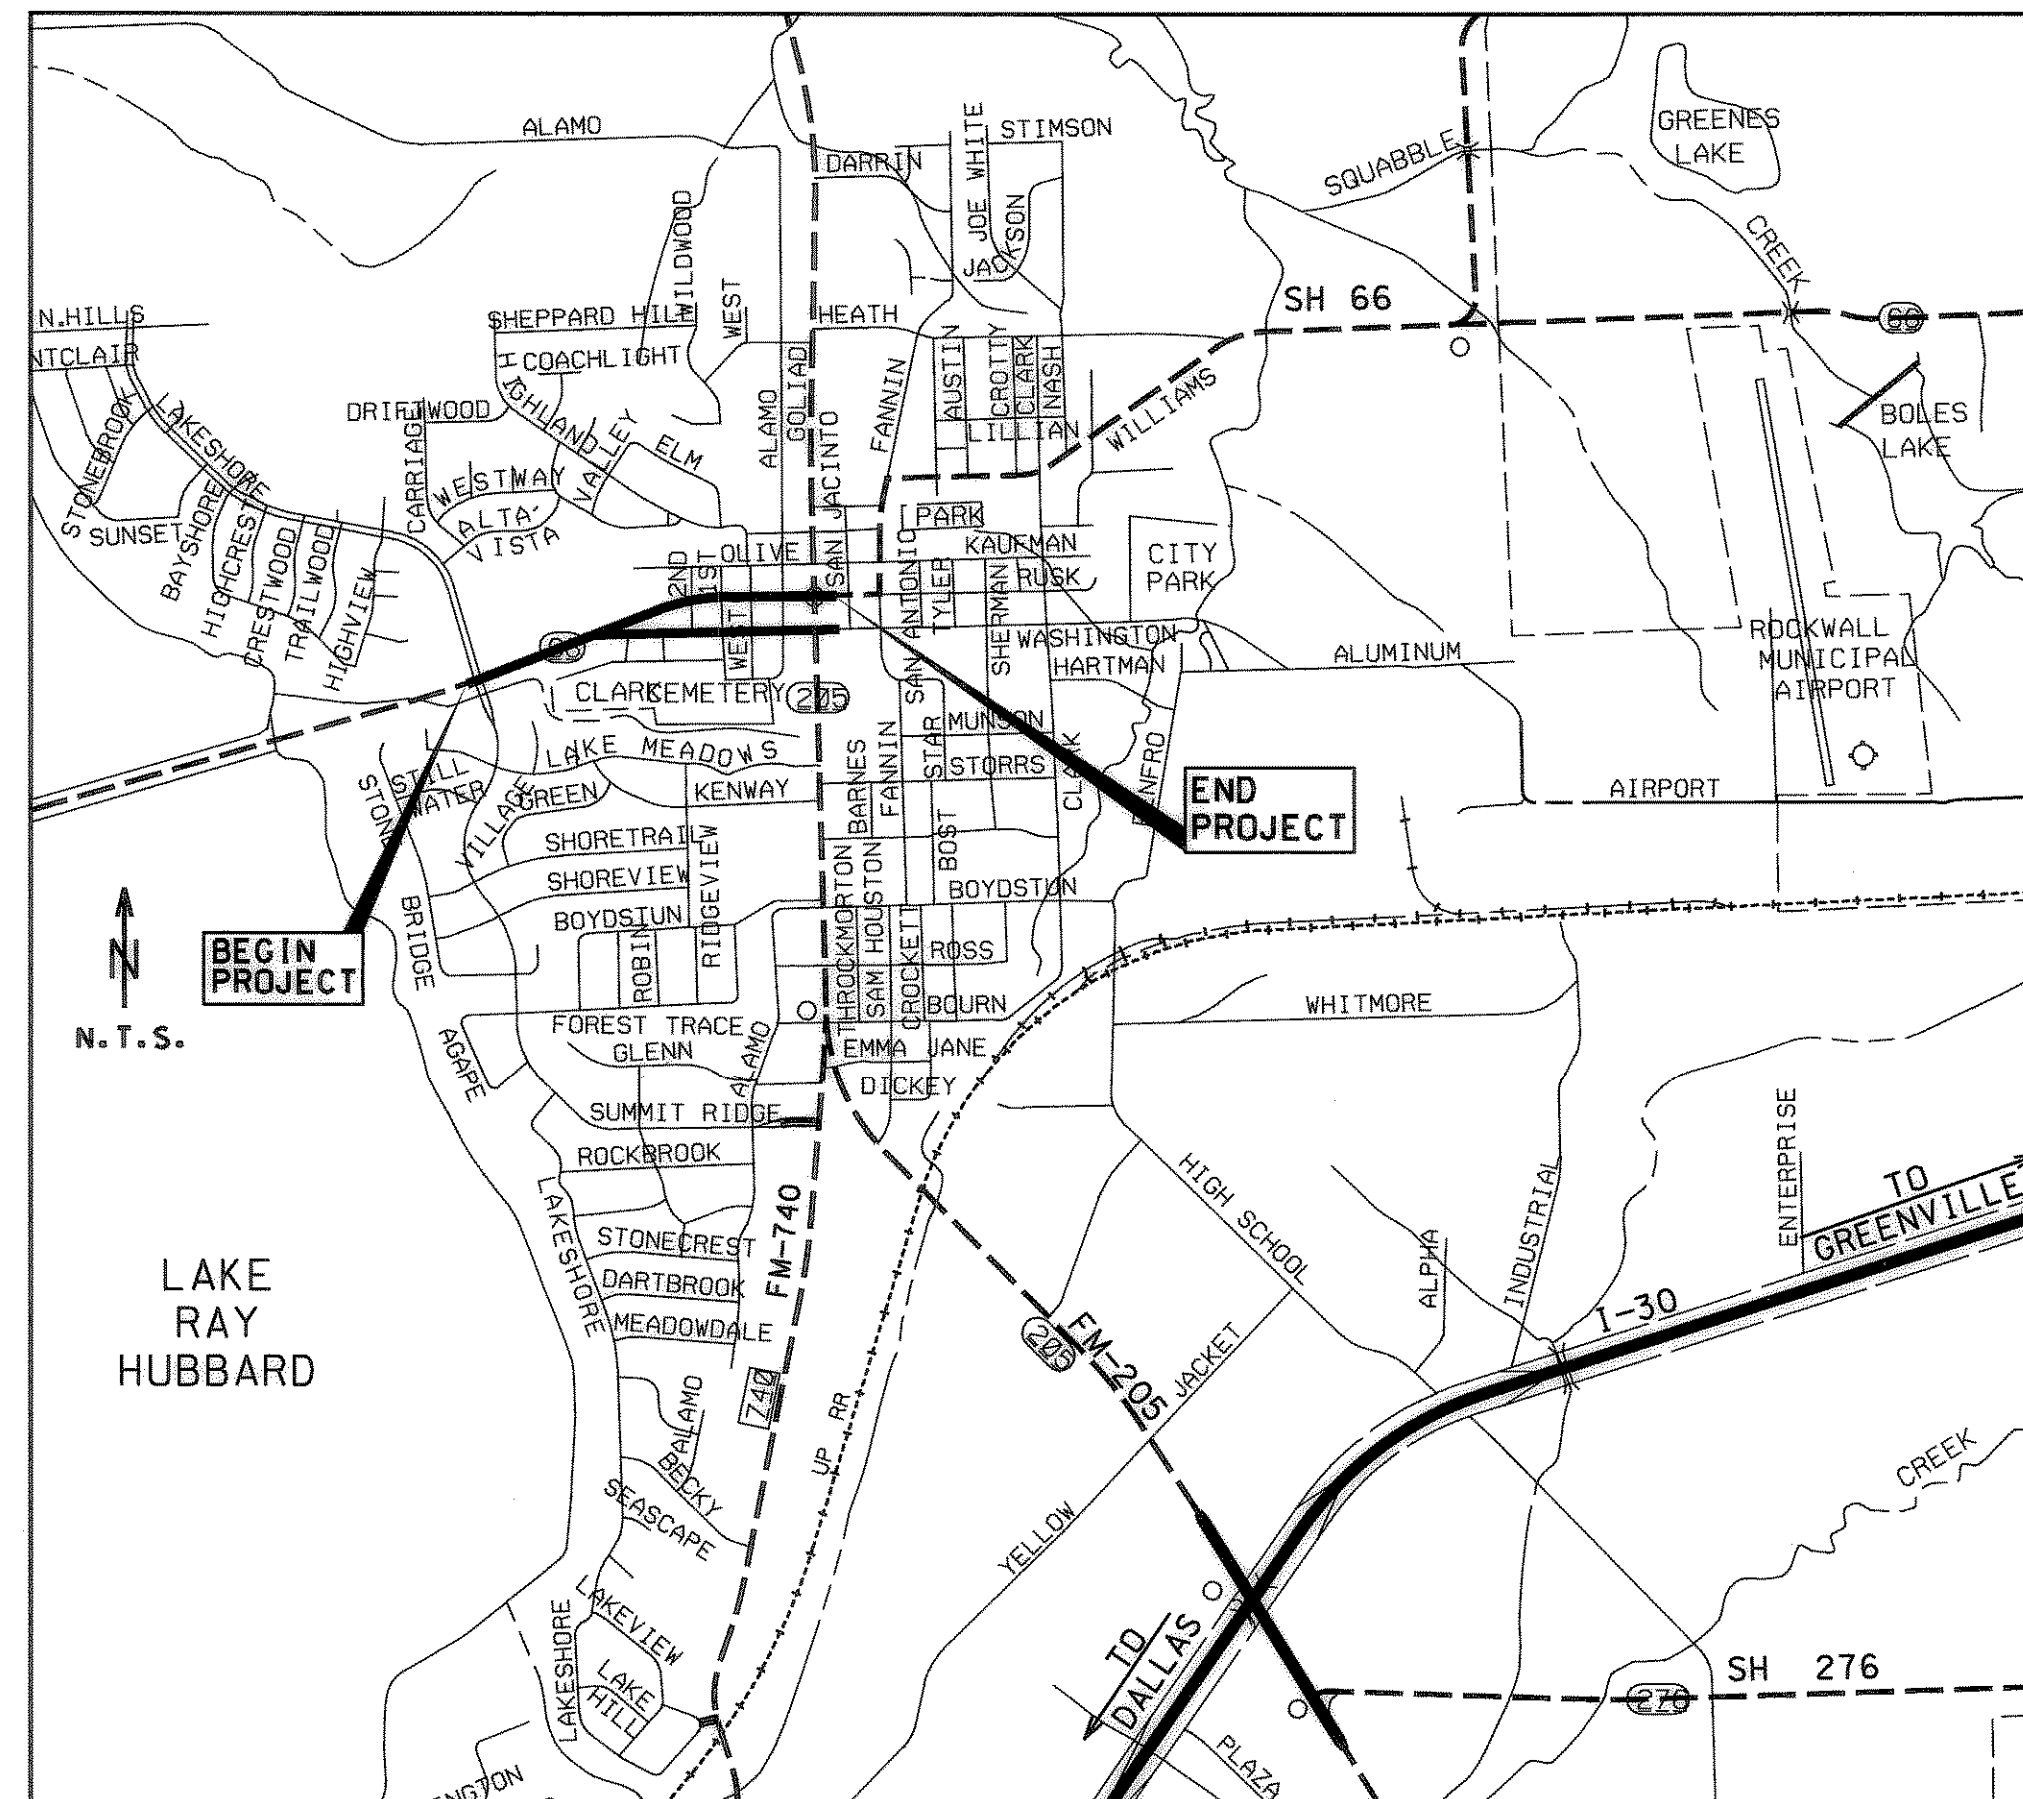 ALAMO
STIMSON
JOE WHITE
DARRIN
JACKSON
SQUABBLE
CREEK
GREENES
LAKE
WILDWOOD
WEST
N.HILLS
NTCLAIR
SHEPPARD HILL
COACHLIGHT
HIGHLAND
HEATH
SH 66
66
DRIFTWOOD
CARRIAGE
VALLEY
ELM
ALAMO
GOLIAD
SAN JACINTO
FANNIN
AUSTIN
CROTTY
CLARK
NASH
LILLIAN
WILLIAMS
BOLES
LAKE
STONEBROOK
LAKESHORE
SUNSET
BAYSHORE
HIGHCREST
CRESTWOOD
TRAILWOOD
HIGHVIEW
WESTWAY
ALTA
VISTA
PARK
KAUFMAN
RUSK
CITY
PARK
2ND
1ST
OLIVE
WEST
SAN ANTONIO
TYLER
SHERMAN
WASHINGTON
HARTMAN
ALUMINUM
ROCKWALL
MUNICIPAL
AIRPORT
CLARK
CEMETERY
205
MUNSON
STORRS
STAR
BARNES
FANNIN
CLARK
RENFRO
END
PROJECT
AIRPORT
LAKE MEADOWS
STILL
WATER
STONE
BRIDGE
VILLAGE
GREEN
KENWAY
SHORETRAIL
SHOREVIEW
BOYDSTUN
RIDGEVIEW
ROBIN
BOST
BOYDSTUN
THROCKMORTON
SAM HOUSTON
CROCKETT
ROSS
BOURN
BEGIN
PROJECT
N
N.T.S.
AGAPE
FOREST TRACE
GLENN
ALAMO
EMMA JANE
DICKEY
WHITMORE
SUMMIT RIDGE
ROCKBROOK
LAKESHORE
STONECREST
DARTBROOK
MEADOWDALE
FM-740
740
HIGH SCHOOL
ALPHA
INDUSTRIAL
ENTERPRISE
TO
GREENVILLE
I-30
LAKE
RAY
HUBBARD
205
FM-205
YELLOW
JACKET
UP RR
ALAMO
BECKY
SEASCAPE
CREEK
LAKESHORE
LAKEVIEW
LAKE
HILL
TO
DALLAS
SH 276
276
PLAZA
NGTON